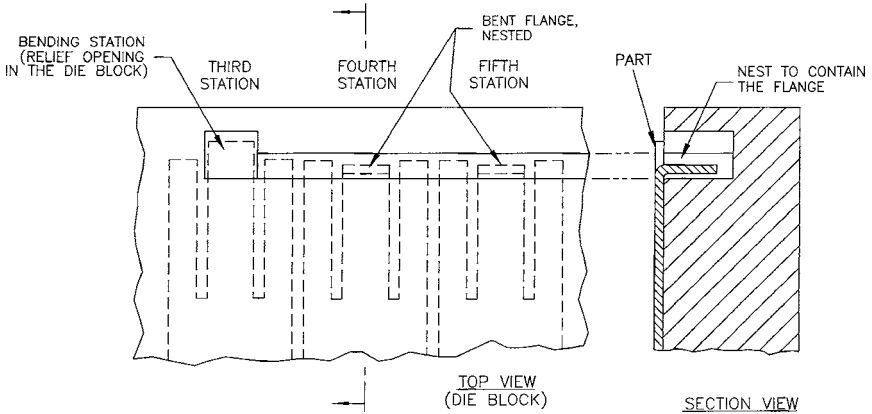 BENDING STATION
(RELIEF OPENING
IN THE DIE BLOCK)
THIRD
STATION
FOURTH
STATION
BENT FLANGE,
NESTED
FIFTH
STATION
PART
NEST TO CONTAIN
THE FLANGE
TOP VIEW
(DIE BLOCK)
SECTION VIEW